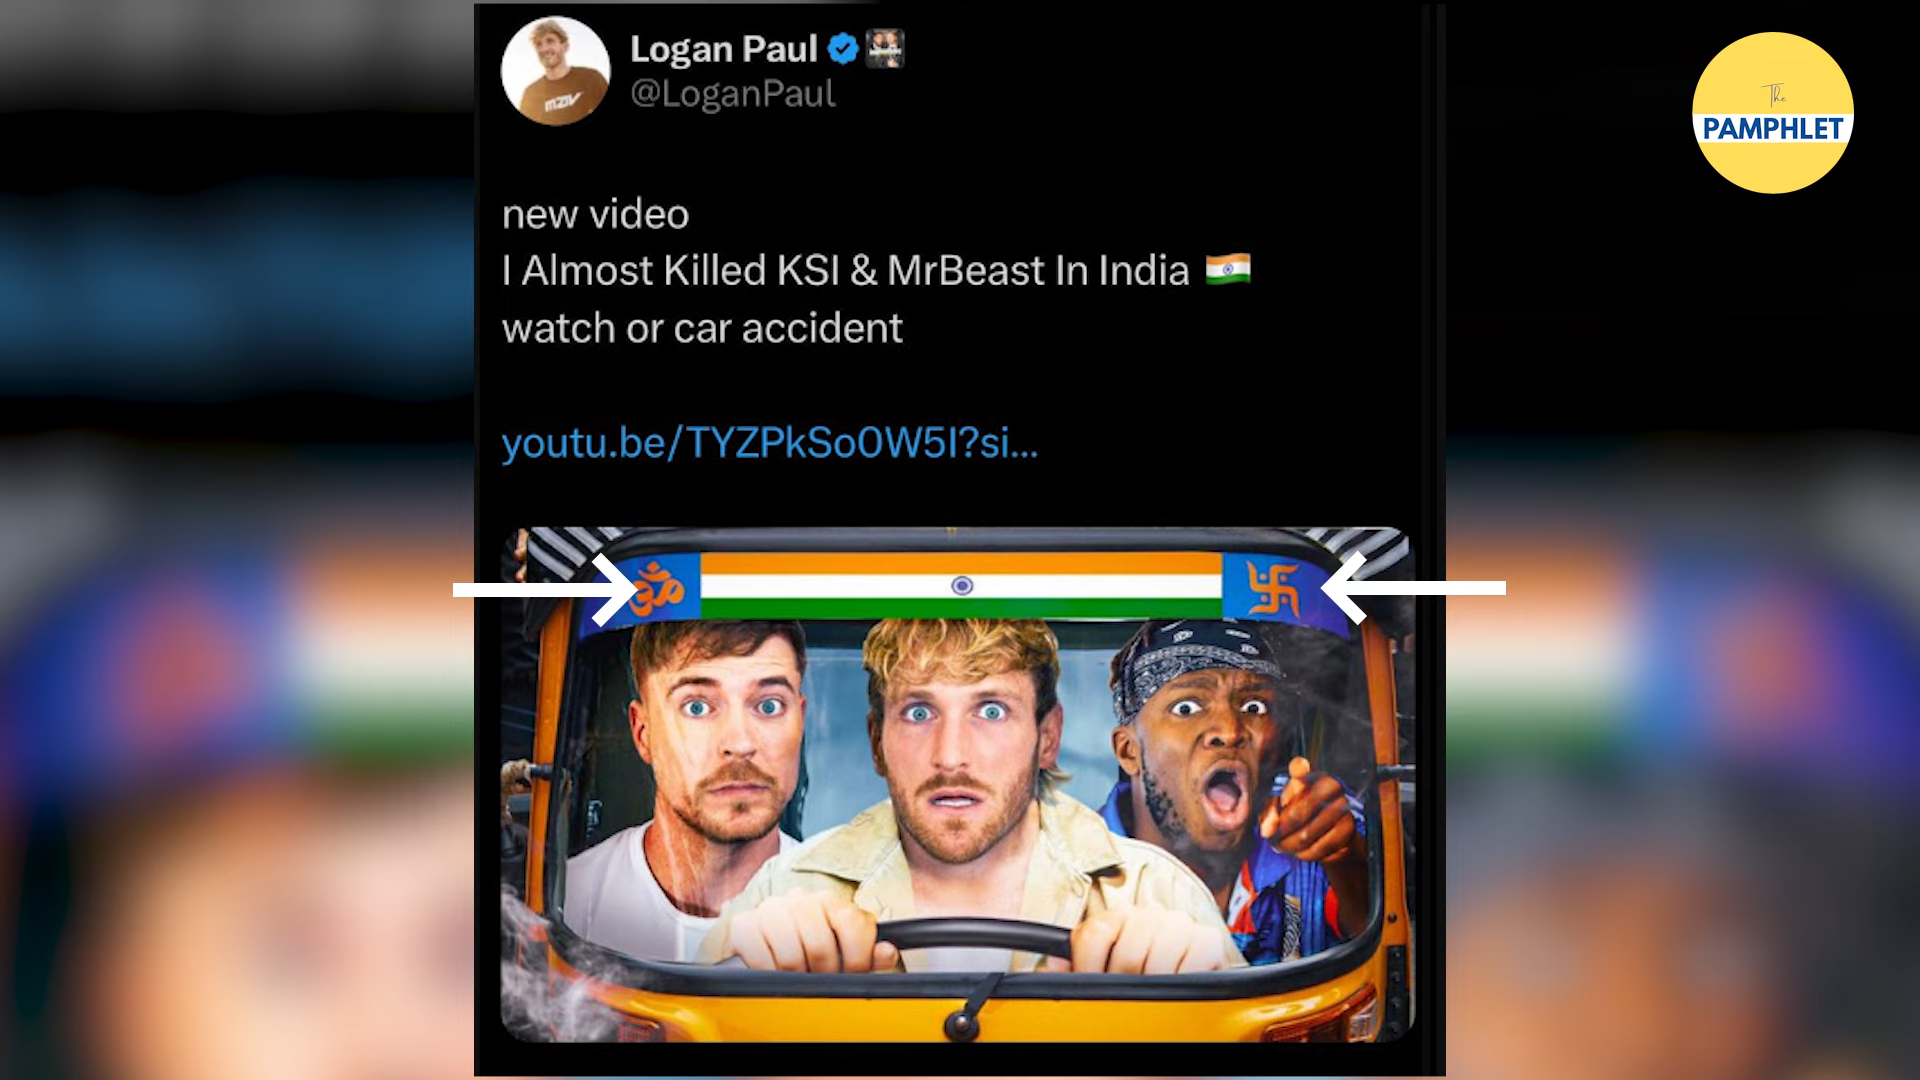 Logan Paul
@LoganPaul
The
PAMPHLET
new video
I Almost Killed KSI & MrBeast In India
watch or car accident
youtu.be/TYZPkSo0W5I?si...
ॐ